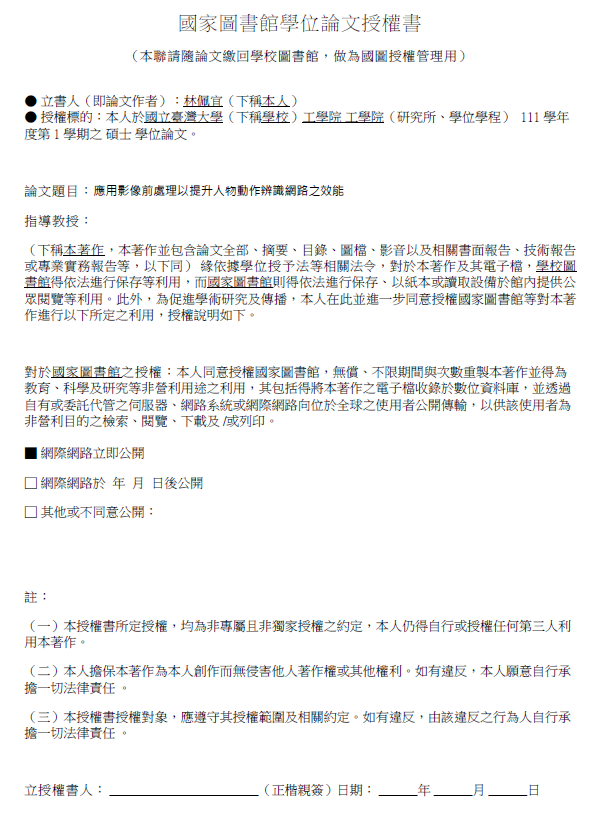 國家圖書館學位論文授權書
（本聯請隨論文繳回學校圖書館，做為國圖授權管理用）
● 立書人（即論文作者）：林佩宜（下稱本人）
● 授權標的：本人於國立臺灣大學（下稱學校）工學院 工學院（研究所、學位學程） 111 學年
度第 1 學期之 碩士 學位論文。
論文題目：應用影像前處理以提升人物動作辨識網路之效能
指導教授：
（下稱本著作，本著作並包含論文全部、摘要、目錄、圖檔、影音以及相關書面報告、技術報告
或專業實務報告等，以下同） 緣依據學位授予法等相關法令，對於本著作及其電子檔，學校圖
書館得依法進行保存等利用，而國家圖書館則得依法進行保存、以紙本或讀取設備於館內提供公
眾閱覽等利用。此外，為促進學術研究及傳播，本人在此並進一步同意授權國家圖書館等對本著
作進行以下所定之利用，授權說明如下。
對於國家圖書館之授權：本人同意授權國家圖書館，無償、不限期間與次數重製本著作並得為
教育、科學及研究等非營利用途之利用，其包括得將本著作之電子檔收錄於數位資料庫，並透過
自有或委託代管之伺服器、網路系統或網際網路向位於全球之使用者公開傳輸，以供該使用者為
非營利目的之檢索、閱覽、下載及 /或列印。
■ 網際網路立即公開
□ 網際網路於 年 月 日後公開
□ 其他或不同意公開：
註：
（一）本授權書所定授權，均為非專屬且非獨家授權之約定，本人仍得自行或授權任何第三人利
用本著作。
（二）本人擔保本著作為本人創作而無侵害他人著作權或其他權利。如有違反，本人願意自行承
擔一切法律責任 。
（三）本授權書授權對象，應遵守其授權範圍及相關約定。如有違反，由該違反之行為人自行承
擔一切法律責任 。
立授權書人： ＿＿＿＿＿＿＿＿＿＿＿（正楷親簽）日期： ＿＿＿年 ＿＿＿月 ＿＿＿日